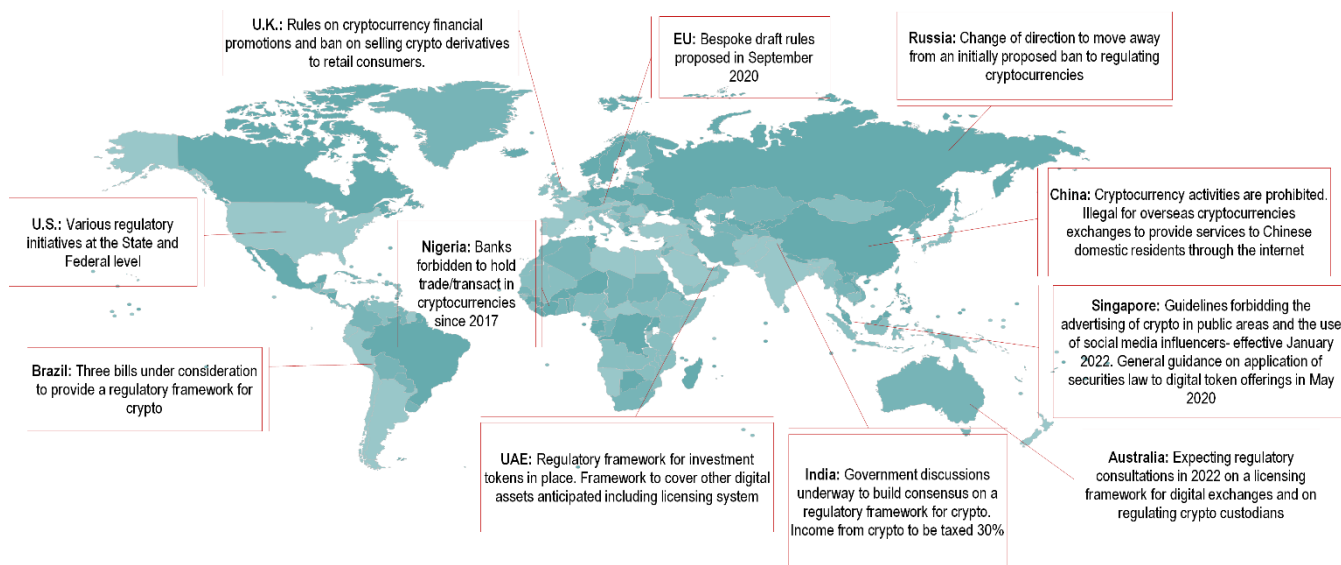 U.K.: Rules on cryptocurrency financial
promotions and ban on selling crypto derivatives
to retail consumers.
EU: Bespoke draft rules
proposed in September
2020
Russia: Change of direction to move away
from an initially proposed ban to regulating
cryptocurrencies
U.S.: Various regulatory
initiatives at the State and
Federal level
Nigeria: Banks
forbidden to hold
trade/transact in
cryptocurrencies
since 2017
China: Cryptocurrency activities are prohibited.
Illegal for overseas cryptocurrencies
exchanges to provide services to Chinese
domestic residents through the internet
Singapore: Guidelines forbidding the
advertising of crypto in public areas and the use
of social media influencers- effective January
2022. General guidance on application of
securities law to digital token offerings in May
2020
Brazil: Three bills under consideration
to provide a regulatory framework for
crypto
UAE: Regulatory framework for investment
tokens in place. Framework to cover other digital
assets anticipated including licensing system
India: Government discussions
underway to build consensus on a
regulatory framework for crypto.
Income from crypto to be taxed 30%
Australia: Expecting regulatory
consultations in 2022 on a licensing
framework for digital exchanges and on
regulating crypto custodians